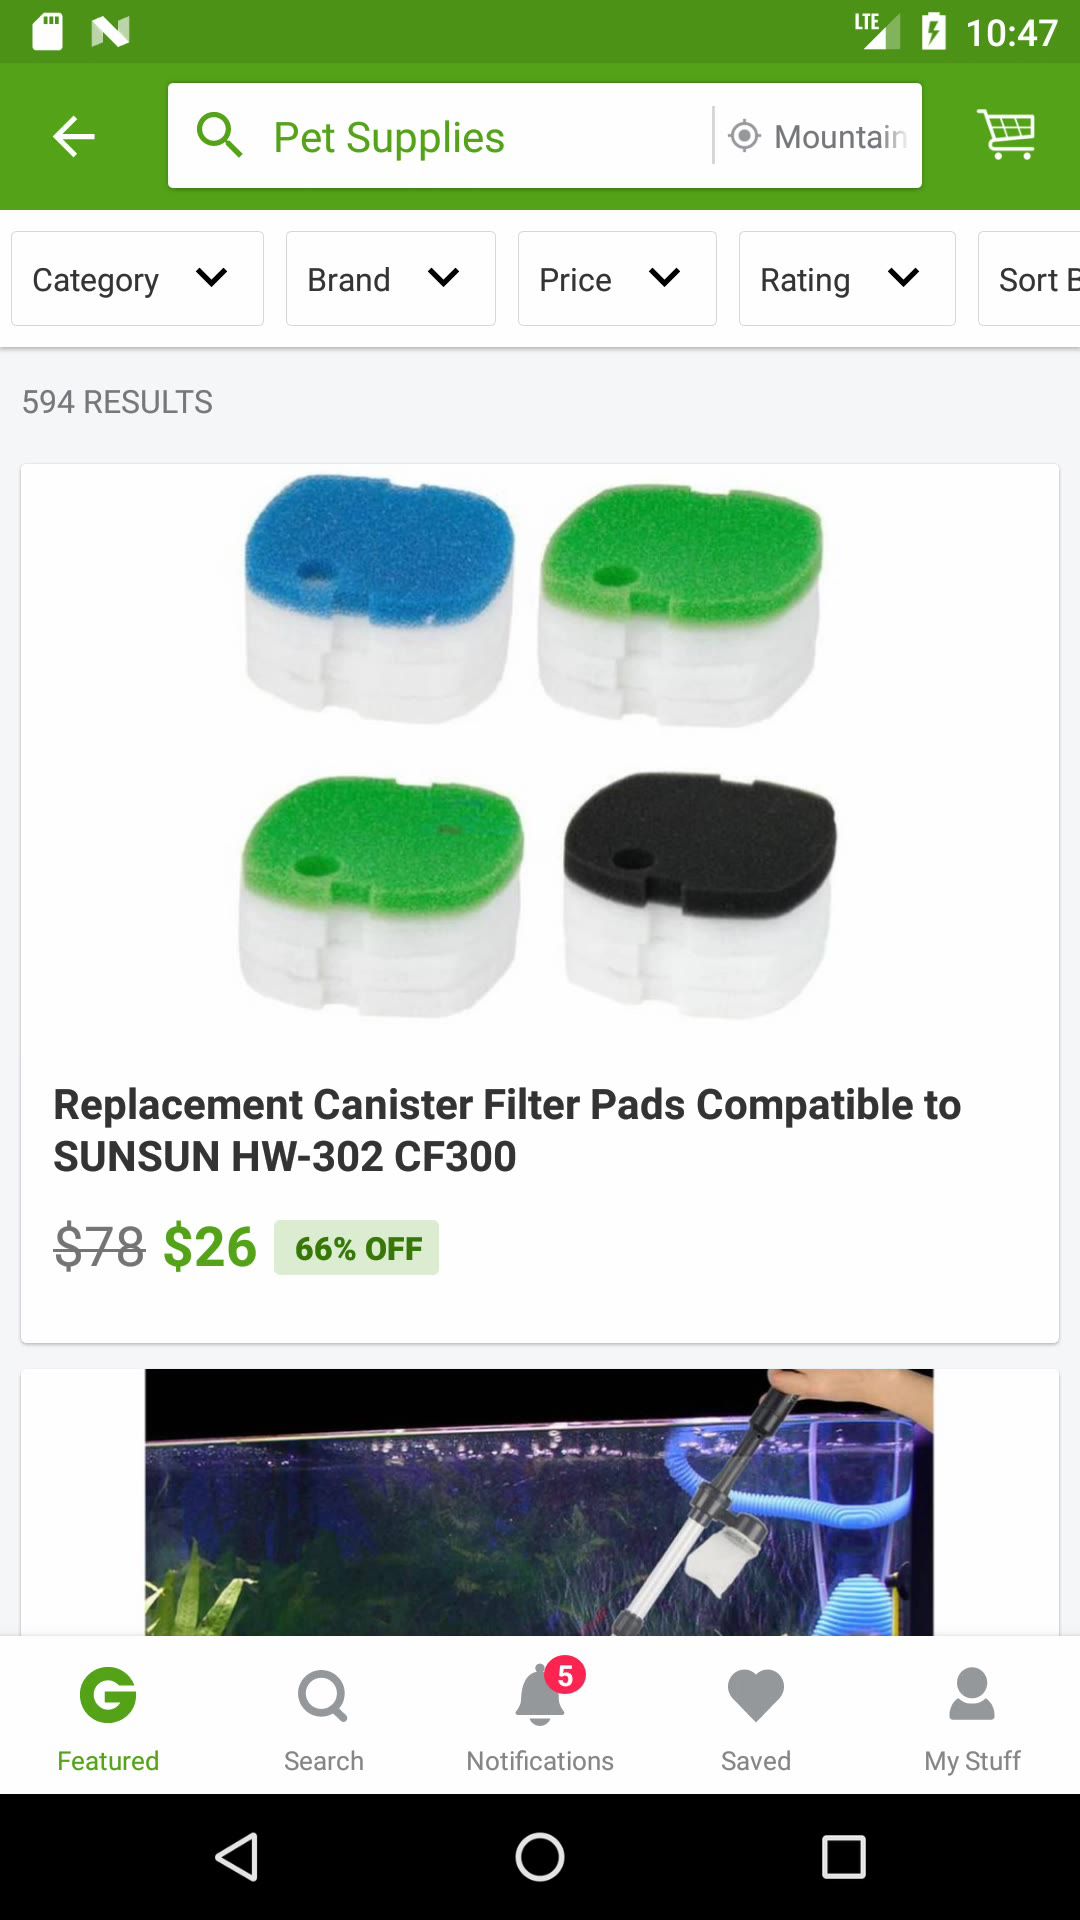 LTE 10:47
Pet Supplies Mountain
Category Brand Price Rating Sort B
594 RESULTS
Replacement Canister Filter Pads Compatible to
SUNSUN HW-302 CF300
$78 $26 66% OFF
5
Featured Search Notifications Saved My Stuff